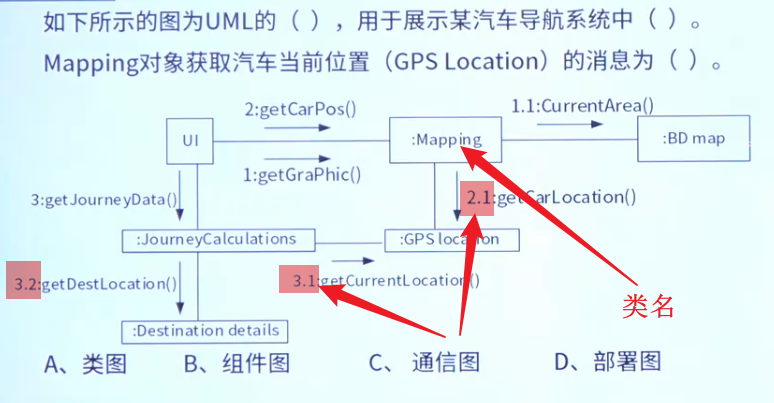 如下所示的图为UML的（ ），用于展示某汽车导航系统中（ ）。
Mapping对象获取汽车当前位置（GPS Location）的消息为（ ）。
2:getCarPos()
1.1:CurrentArea()
UI
:Mapping
:BD map
1:getGraPhic()
3:getJourneyData()
2.1:getCarLocation()
:JourneyCalculations
:GPS location
3.2:getDestLocation()
3.1:getCurrentLocation()
类名
:Destination details
A、类图 B、组件图 C、 通信图 D、部署图